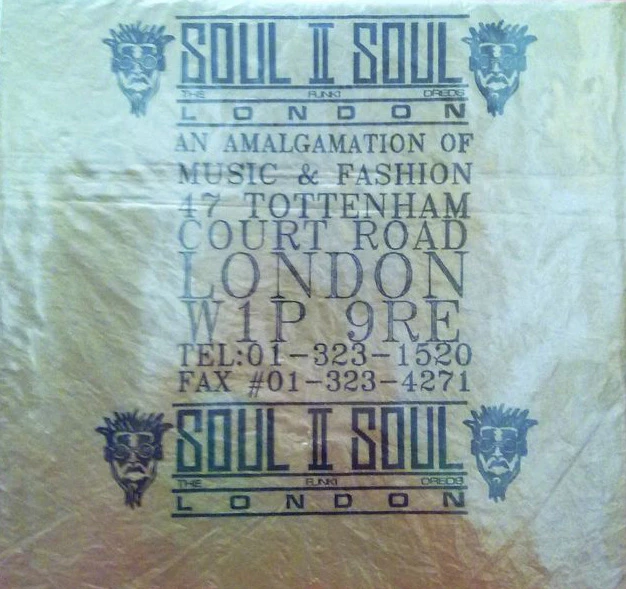 SOUL II SOUL
THE FUNKI DREDS
LONDON
AN AMALGAMATION OF
MUSIC & FASHION
47 TOTTENHAM
COURT ROAD
LONDON
W1P 9RE
TEL:01-323-1520
FAX #01-323-4271
SOUL II SOUL
THE FUNKI DREDS
LONDON